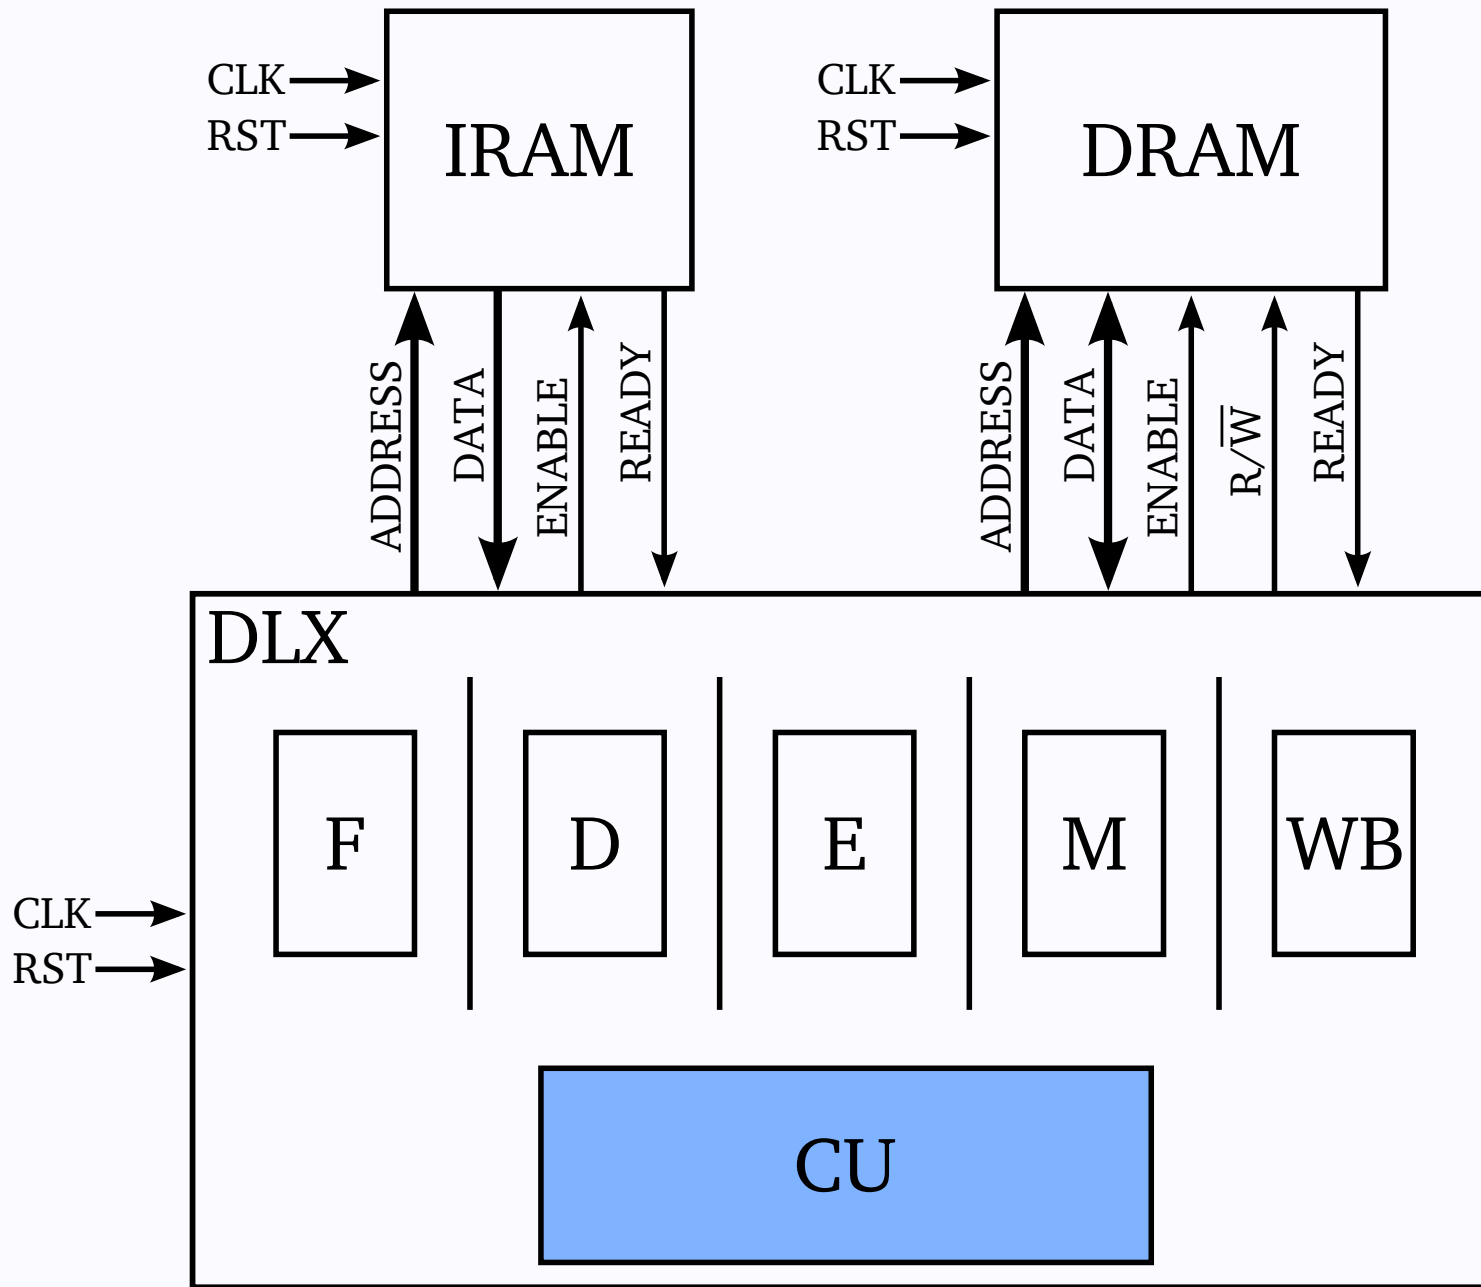 CLK
RST
IRAM
CLK
RST
DRAM
ADDRESS
DATA
ENABLE
READY
ADDRESS
DATA
ENABLE
R/W̅
READY
DLX
F
D
E
M
WB
CLK
RST
CU